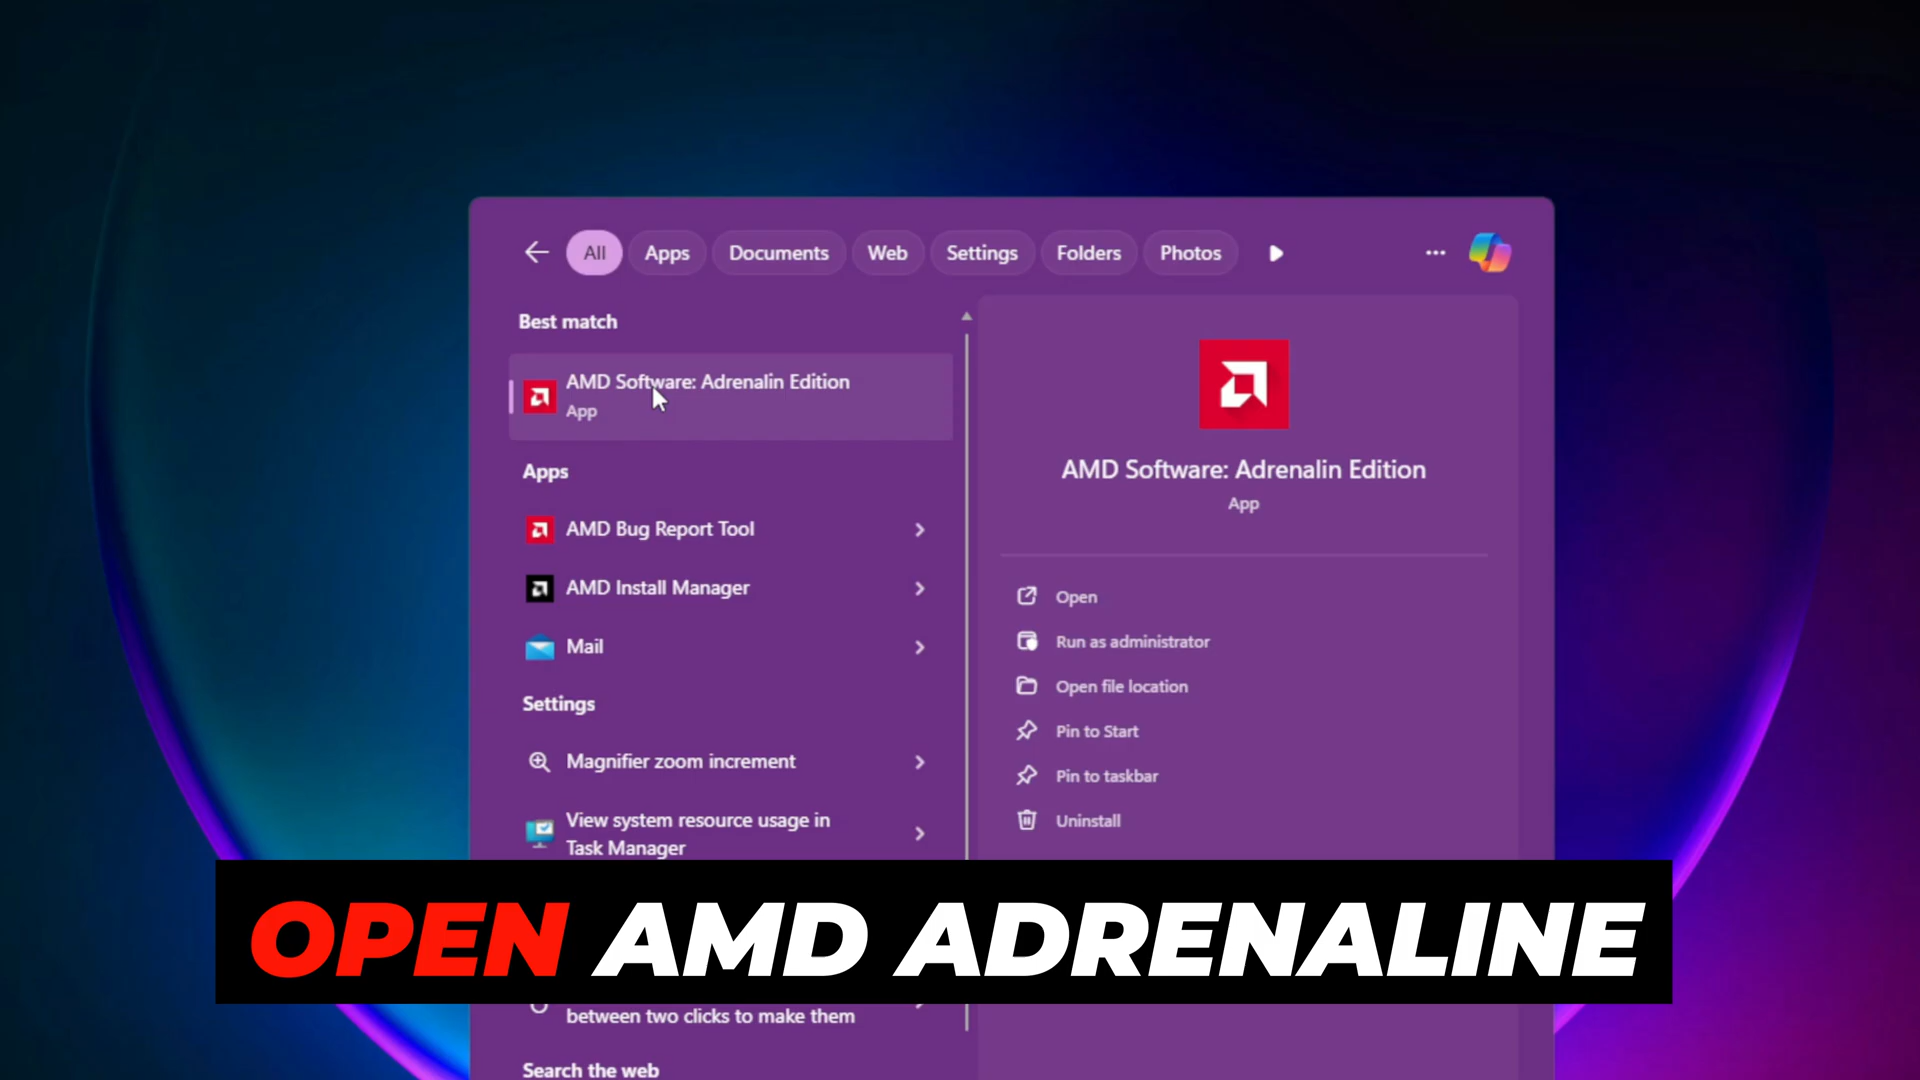 All
Apps
Documents
Web
Settings
Folders
Photos
Best match
AMD Software: Adrenalin Edition
App
Apps
AMD Bug Report Tool
AMD Install Manager
Mail
Settings
Magnifier zoom increment
View system resource usage in
Task Manager
between two clicks to make them
Search the web
AMD Software: Adrenalin Edition
App
Open
Run as administrator
Open file location
Pin to Start
Pin to taskbar
Uninstall
OPEN AMD ADRENALINE